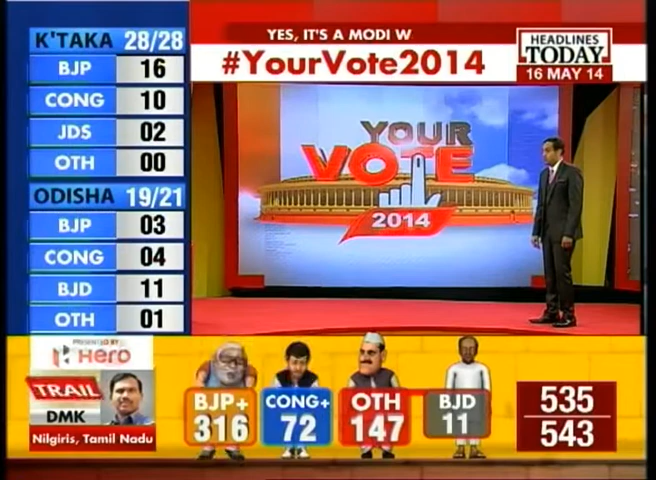 K'TAKA 28/28
BJP 16
CONG 10
JDS 02
OTH 00
ODISHA 19/21
BJP 03
CONG 04
BJD 11
OTH 01
YES, IT'S A MODI W
#YourVote2014
HEADLINES
TODAY
16 MAY 14
YOUR
VOTE
2014
PRESENTED BY
Hero
TRAIL
DMK
Nilgiris, Tamil Nadu
BJP+
316
CONG+
72
OTH
147
BJD
11
535
543